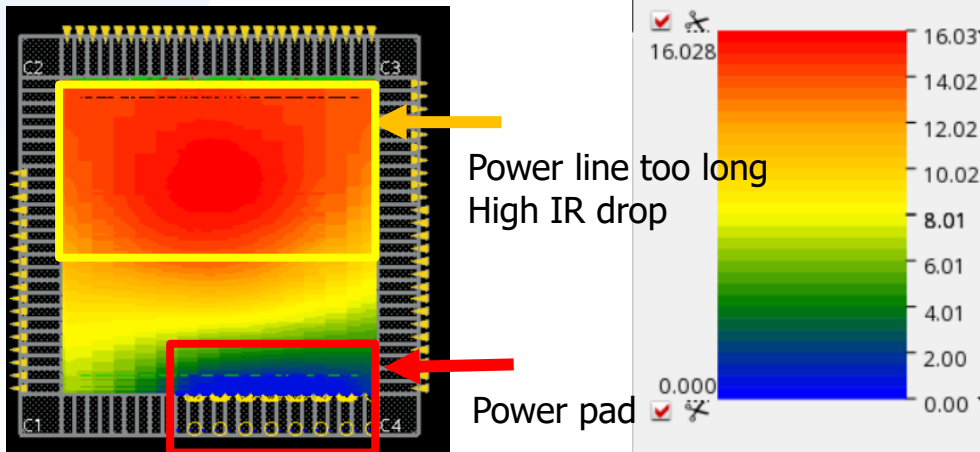 C2
C3
C1
C4
Power line too long
High IR drop
Power pad
16.028
0.000
16.03
14.02
12.02
10.02
8.01
6.01
4.01
2.00
0.00